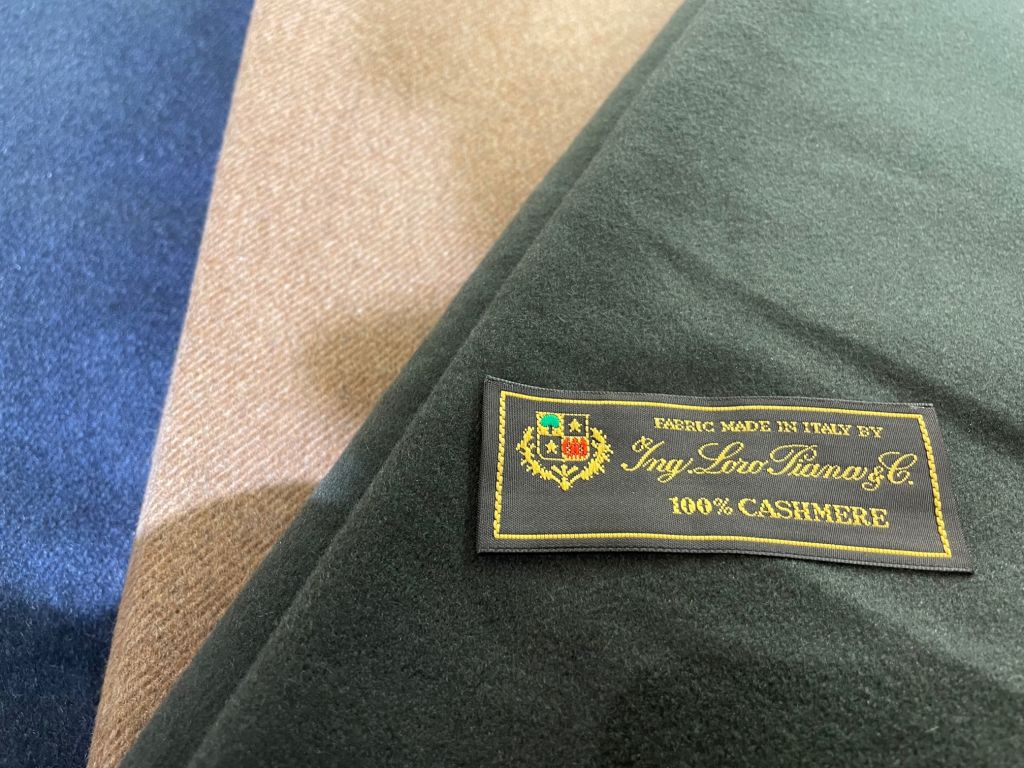 FABRIC MADE IN ITALY BY
Ing. Loro Piana & C.
100% CASHMERE